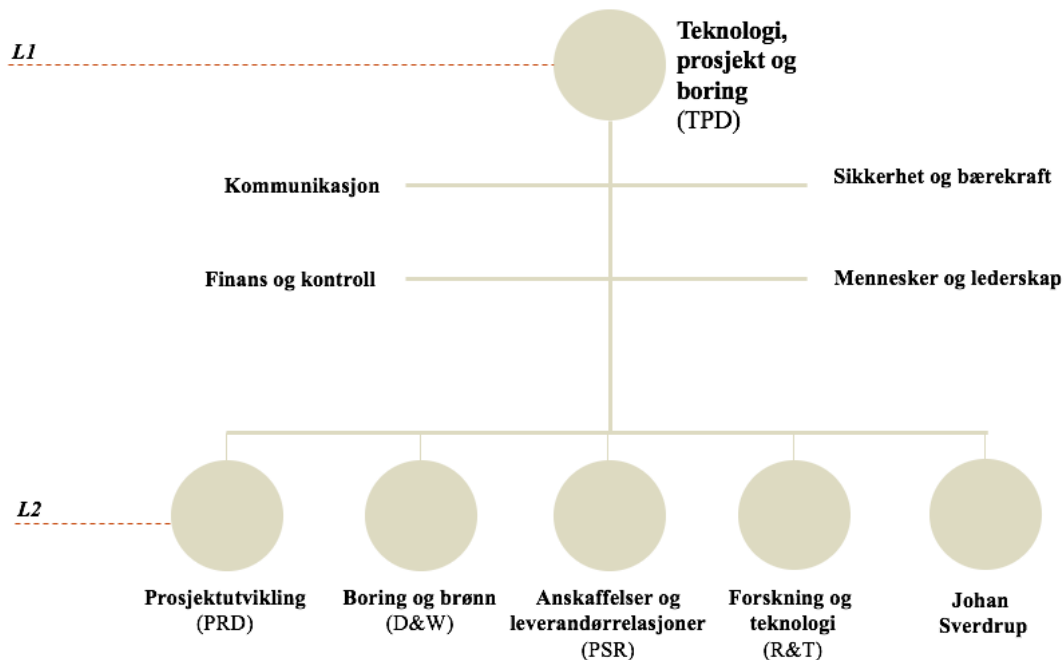 L1
Teknologi,
prosjekt og
boring
(TPD)
Kommunikasjon
Sikkerhet og bærekraft
Finans og kontroll
Mennesker og lederskap
L2
Prosjektutvikling
(PRD)
Boring og brønn
(D&W)
Anskaffelser og
leverandørrelasjoner
(PSR)
Forskning og
teknologi
(R&T)
Johan
Sverdrup